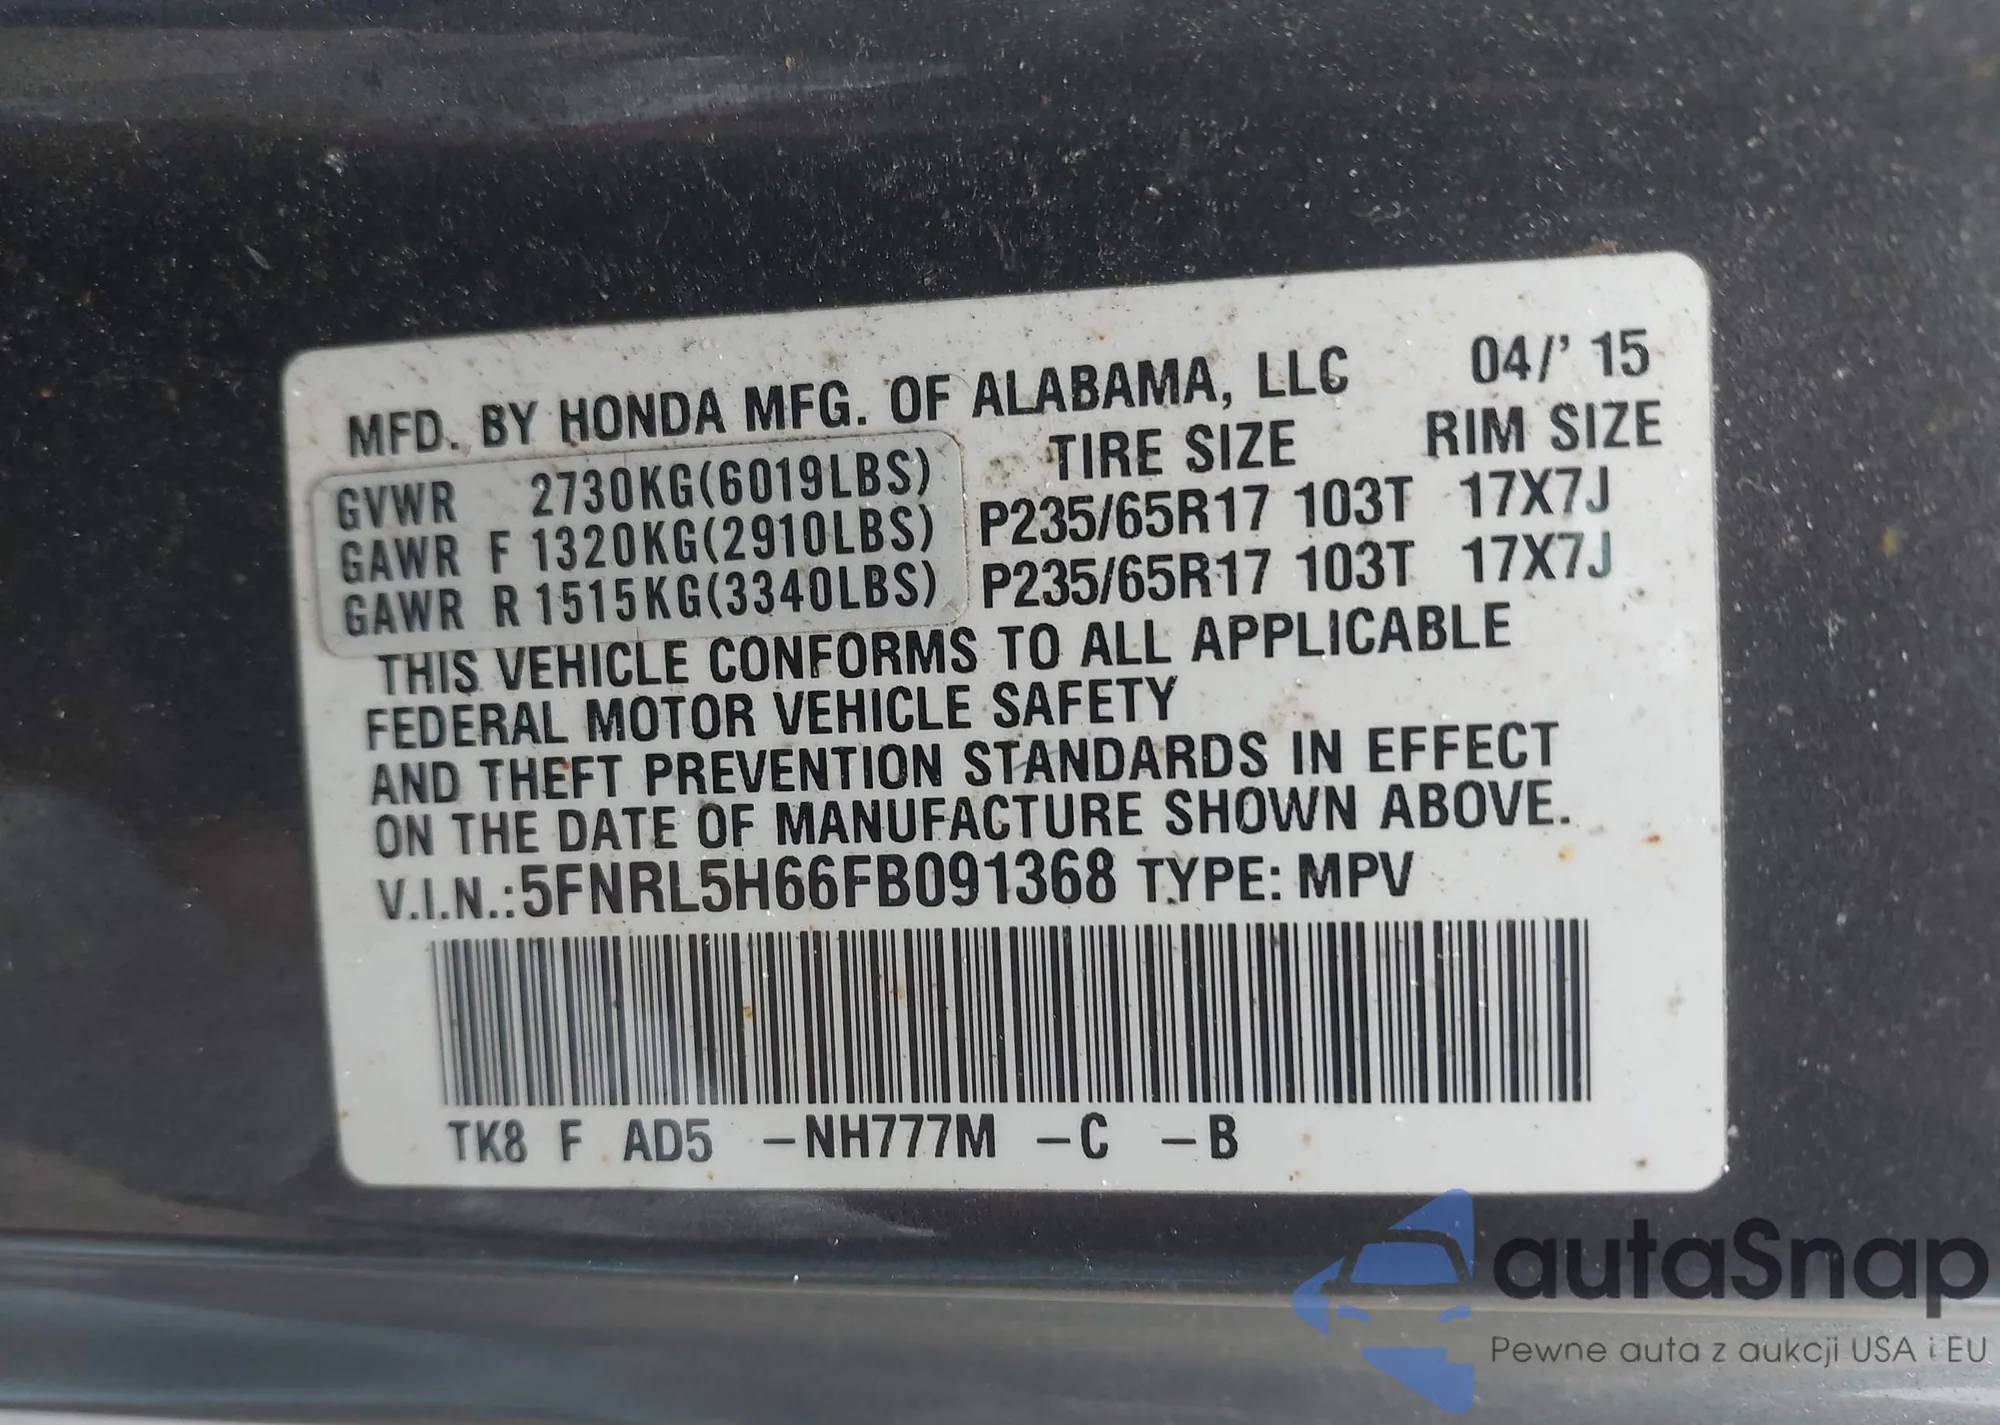 MFD. BY HONDA MFG. OF ALABAMA, LLC 04/' 15
GVWR 2730KG(6019LBS) TIRE SIZE RIM SIZE
GAWR F 1320KG(2910LBS) P235/65R17 103T 17X7J
GAWR R 1515KG(3340LBS) P235/65R17 103T 17X7J
THIS VEHICLE CONFORMS TO ALL APPLICABLE
FEDERAL MOTOR VEHICLE SAFETY
AND THEFT PREVENTION STANDARDS IN EFFECT
ON THE DATE OF MANUFACTURE SHOWN ABOVE.
V.I.N.:5FNRL5H66FB091368 TYPE: MPV
TK8 F AD5 –NH777M –C –B
autaSnap
Pewne auta z aukcji USA i EU